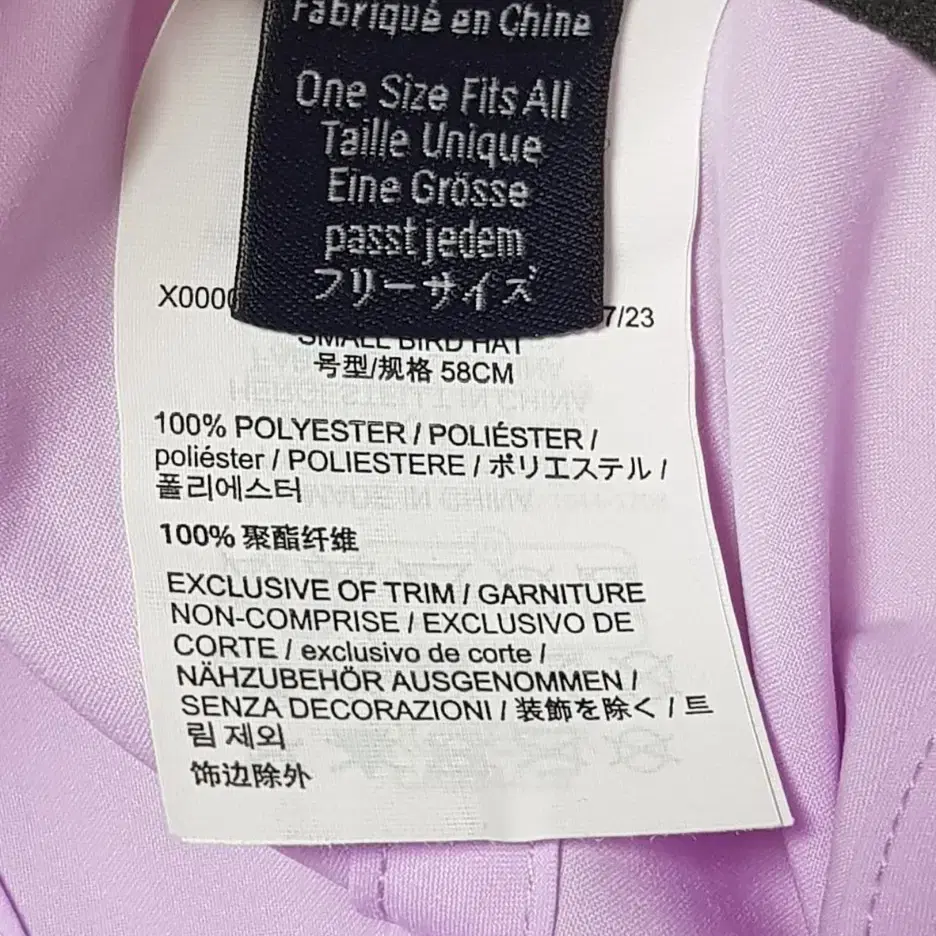 Fabriqué en Chine
One Size Fits All
Taille Unique
Eine Grösse
passt jedem
フリーサイズ
X000 7/23
SMALL BIRD HAT
号型/规格 58CM
100% POLYESTER / POLIÉSTER /
poliéster / POLIESTERE / ポリエステル /
폴리에스터
100% 聚酯纤维
EXCLUSIVE OF TRIM / GARNITURE
NON-COMPRISE / EXCLUSIVO DE
CORTE / exclusivo de corte /
NÄHZUBEHÖR AUSGENOMMEN /
SENZA DECORAZIONI / 装飾を除く / 트
림 제외
饰边除外